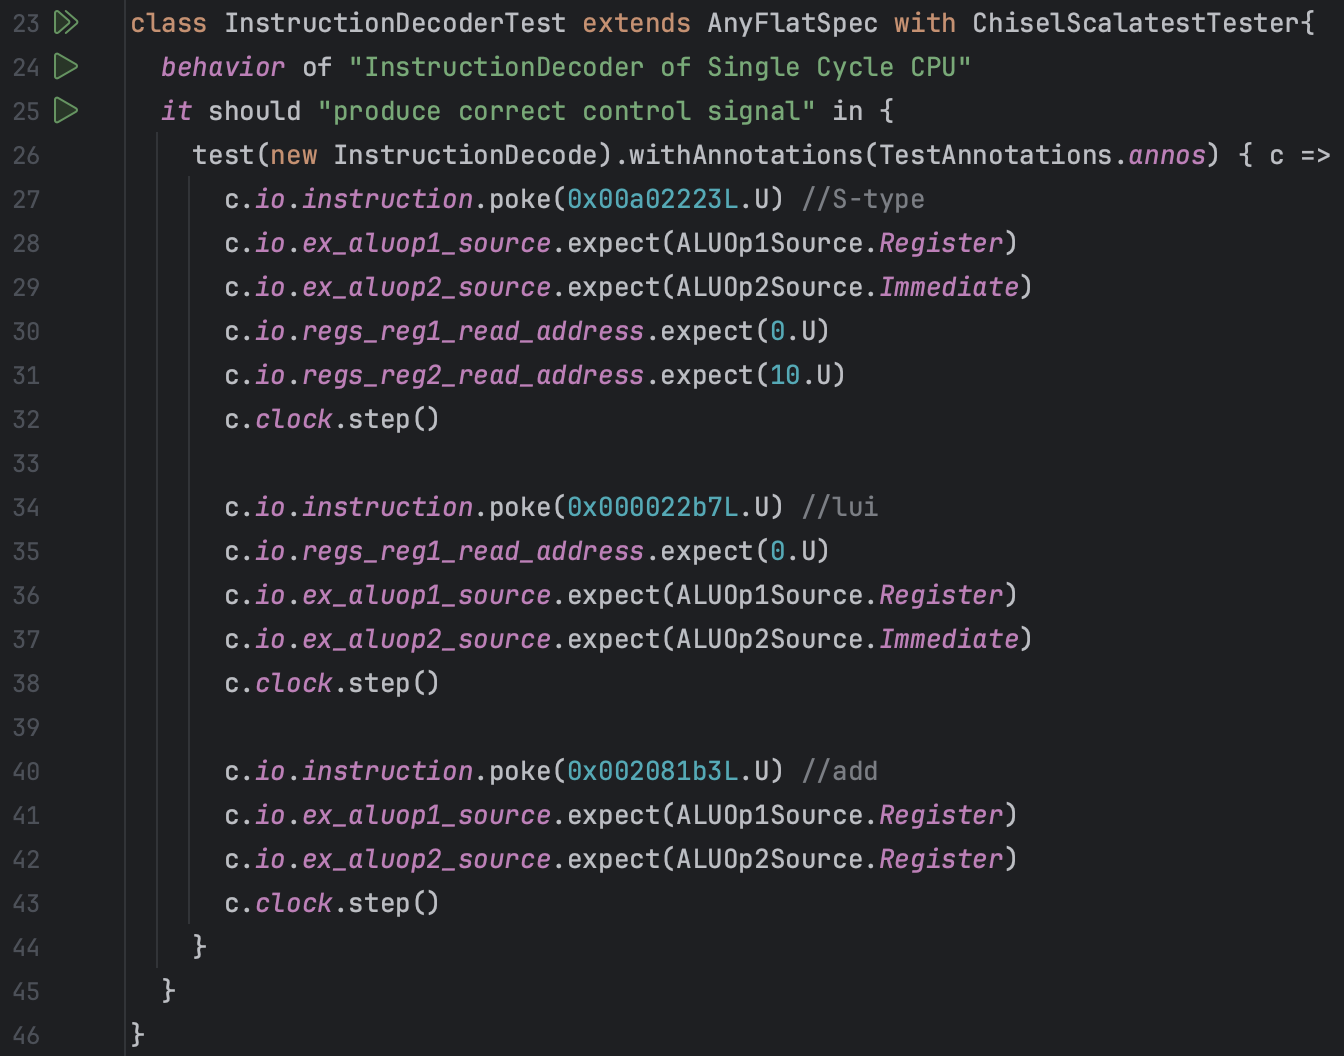 23 class InstructionDecoderTest extends AnyFlatSpec with ChiselScalatestTester{
24   behavior of "InstructionDecoder of Single Cycle CPU"
25   it should "produce correct control signal" in {
26     test(new InstructionDecode).withAnnotations(TestAnnotations.annos) { c =>
27       c.io.instruction.poke(0x00a02223L.U) //S-type
28       c.io.ex_aluop1_source.expect(ALUOp1Source.Register)
29       c.io.ex_aluop2_source.expect(ALUOp2Source.Immediate)
30       c.io.regs_reg1_read_address.expect(0.U)
31       c.io.regs_reg2_read_address.expect(10.U)
32       c.clock.step()
33
34       c.io.instruction.poke(0x000022b7L.U) //lui
35       c.io.regs_reg1_read_address.expect(0.U)
36       c.io.ex_aluop1_source.expect(ALUOp1Source.Register)
37       c.io.ex_aluop2_source.expect(ALUOp2Source.Immediate)
38       c.clock.step()
39
40       c.io.instruction.poke(0x002081b3L.U) //add
41       c.io.ex_aluop1_source.expect(ALUOp1Source.Register)
42       c.io.ex_aluop2_source.expect(ALUOp2Source.Register)
43       c.clock.step()
44     }
45   }
46 }